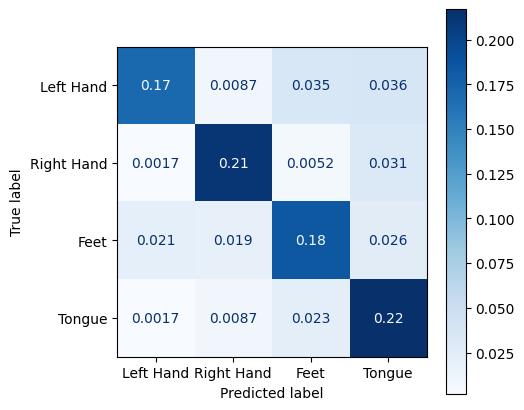 0.200
0.175
0.150
0.125
0.100
0.075
0.050
0.025
True label
Left Hand 0.17 0.0087 0.035 0.036
Right Hand 0.0017 0.21 0.0052 0.031
Feet 0.021 0.019 0.18 0.026
Tongue 0.0017 0.0087 0.023 0.22
Left Hand Right Hand Feet Tongue
Predicted label